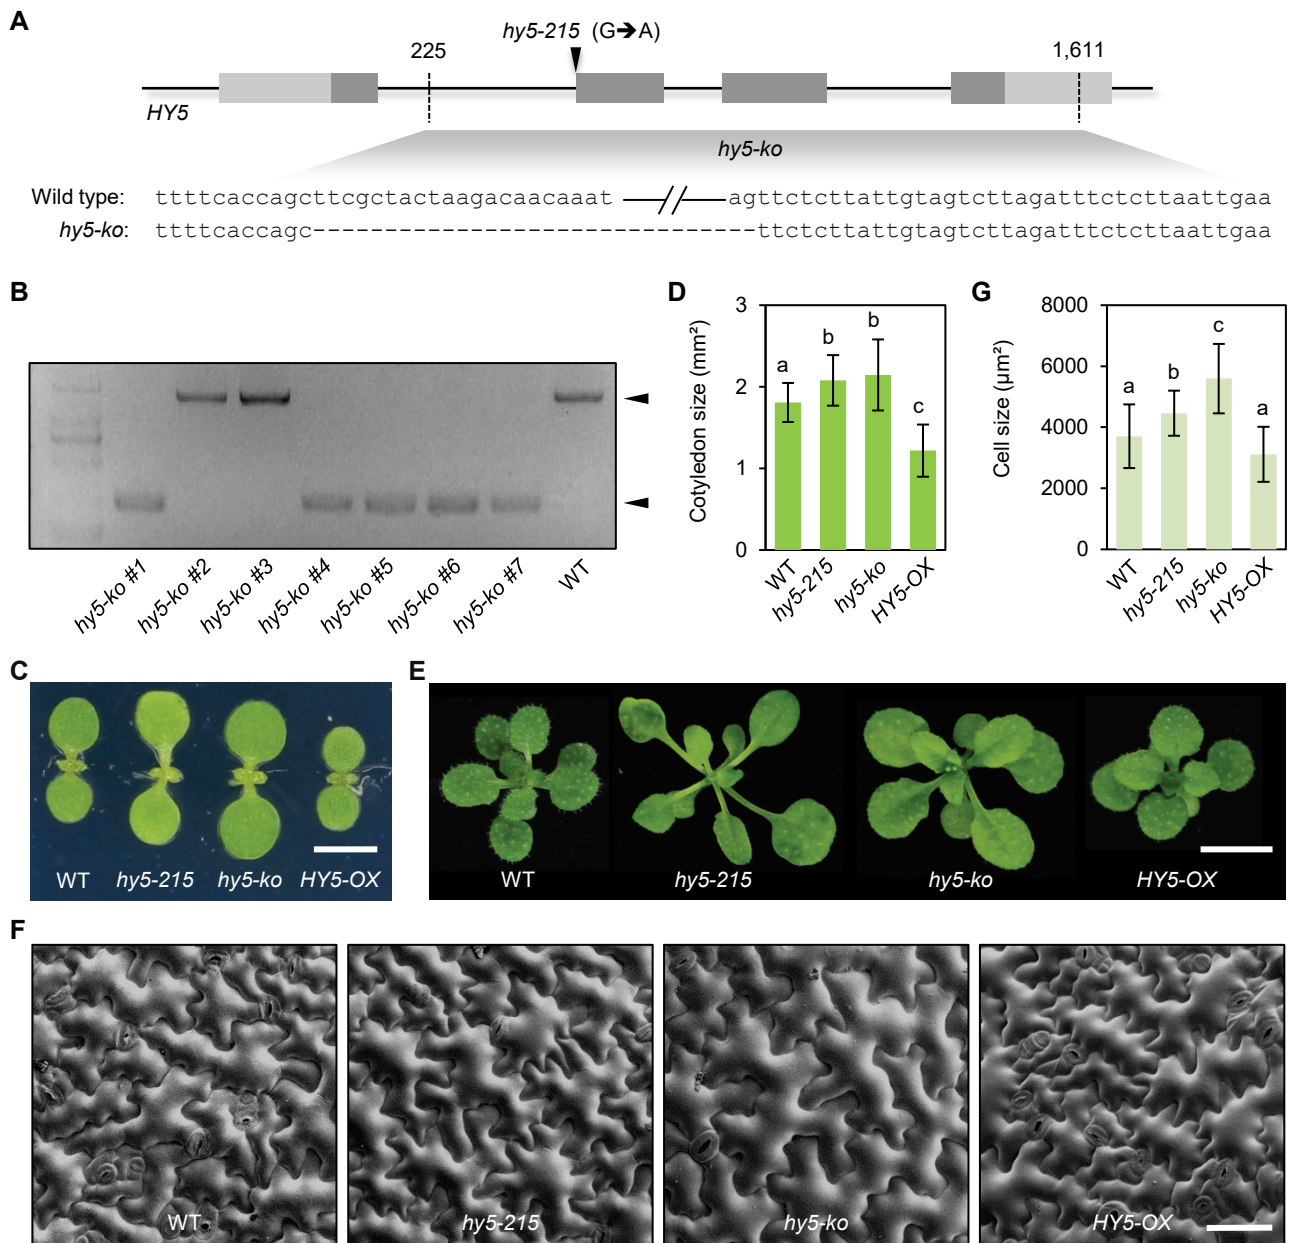 A
hy5-215 (G➔A)
225
1,611
HY5
hy5-ko
Wild type: ttttcaccagcttcgctactaagacaacaaat —//— agttctcttattgtagtcttagatttctcttaattgaa
hy5-ko: ttttcaccagc--------------------------------ttctcttattgtagtcttagatttctcttaattgaa
B
hy5-ko #1
hy5-ko #2
hy5-ko #3
hy5-ko #4
hy5-ko #5
hy5-ko #6
hy5-ko #7
WT
D
Cotyledon size (mm²)
3
2
1
0
a
b
b
c
WT
hy5-215
hy5-ko
HY5-OX
G
Cell size (µm²)
8000
6000
4000
2000
0
a
b
c
a
WT
hy5-215
hy5-ko
HY5-OX
C
WT
hy5-215
hy5-ko
HY5-OX
E
WT
hy5-215
hy5-ko
HY5-OX
F
WT
hy5-215
hy5-ko
HY5-OX